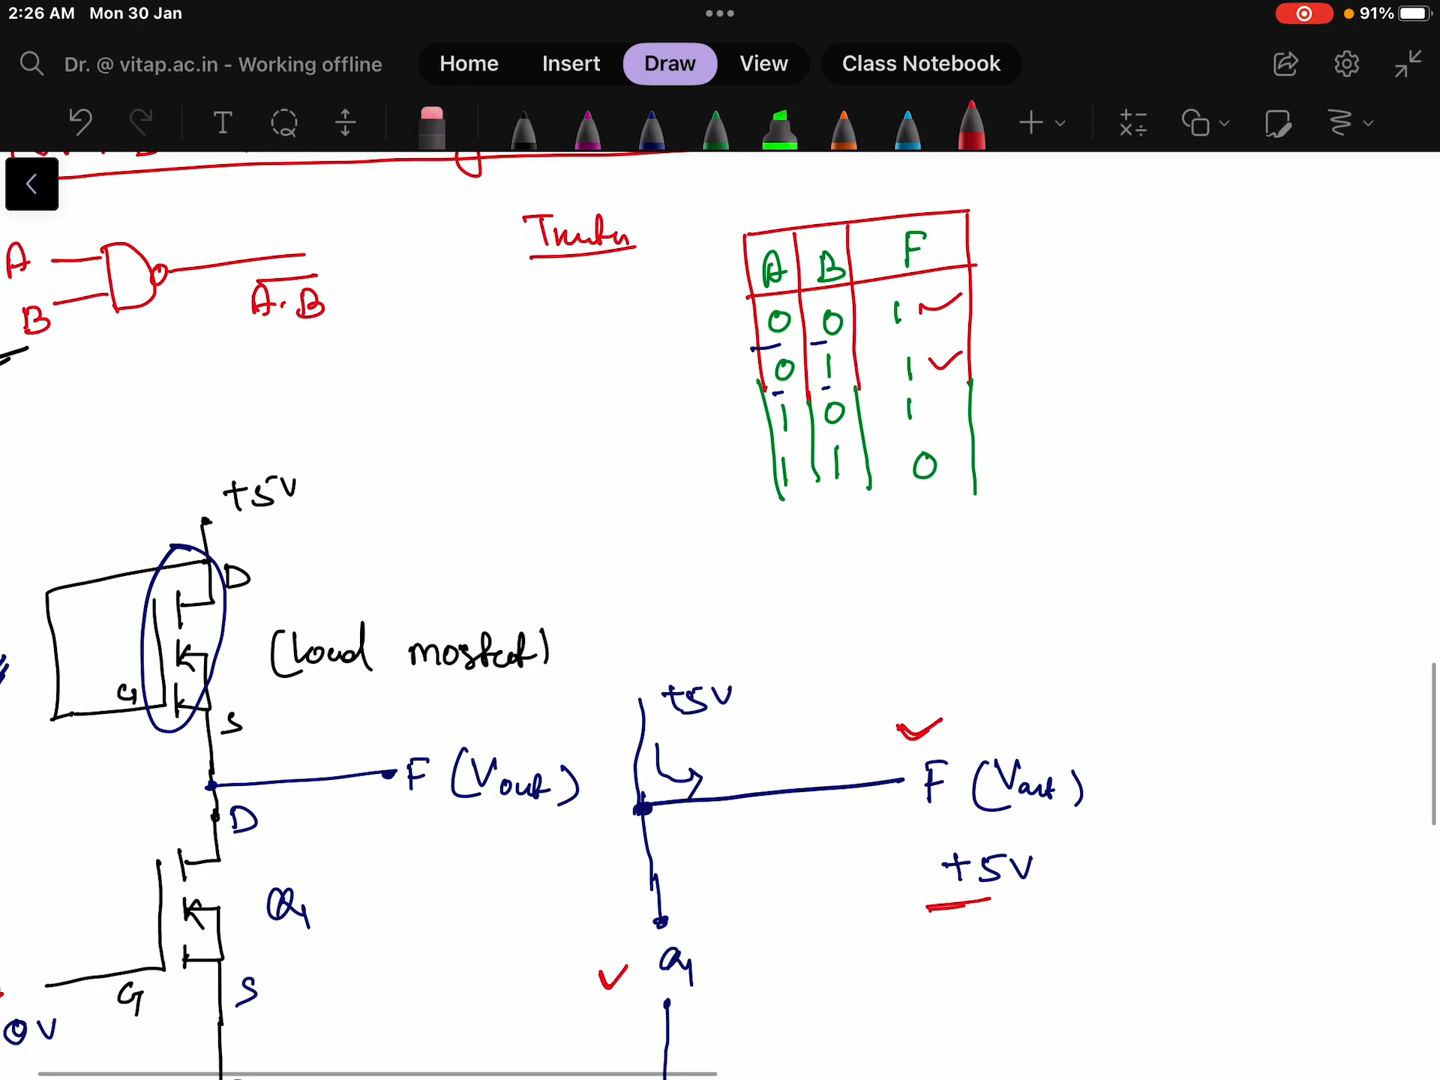 2:26 AM Mon 30 Jan
91%
Dr. @ vitap.ac.in - Working offline
Home Insert Draw View Class Notebook
T
A
B
A.B
Truth
A B F
0 0 1
0 1 1
1 0 1
1 1 0
+5V
D
G
S
(Load mosfet)
F (Vout)
D
Q1
G
S
0V
+5V
F (Vout)
+5V
Q1